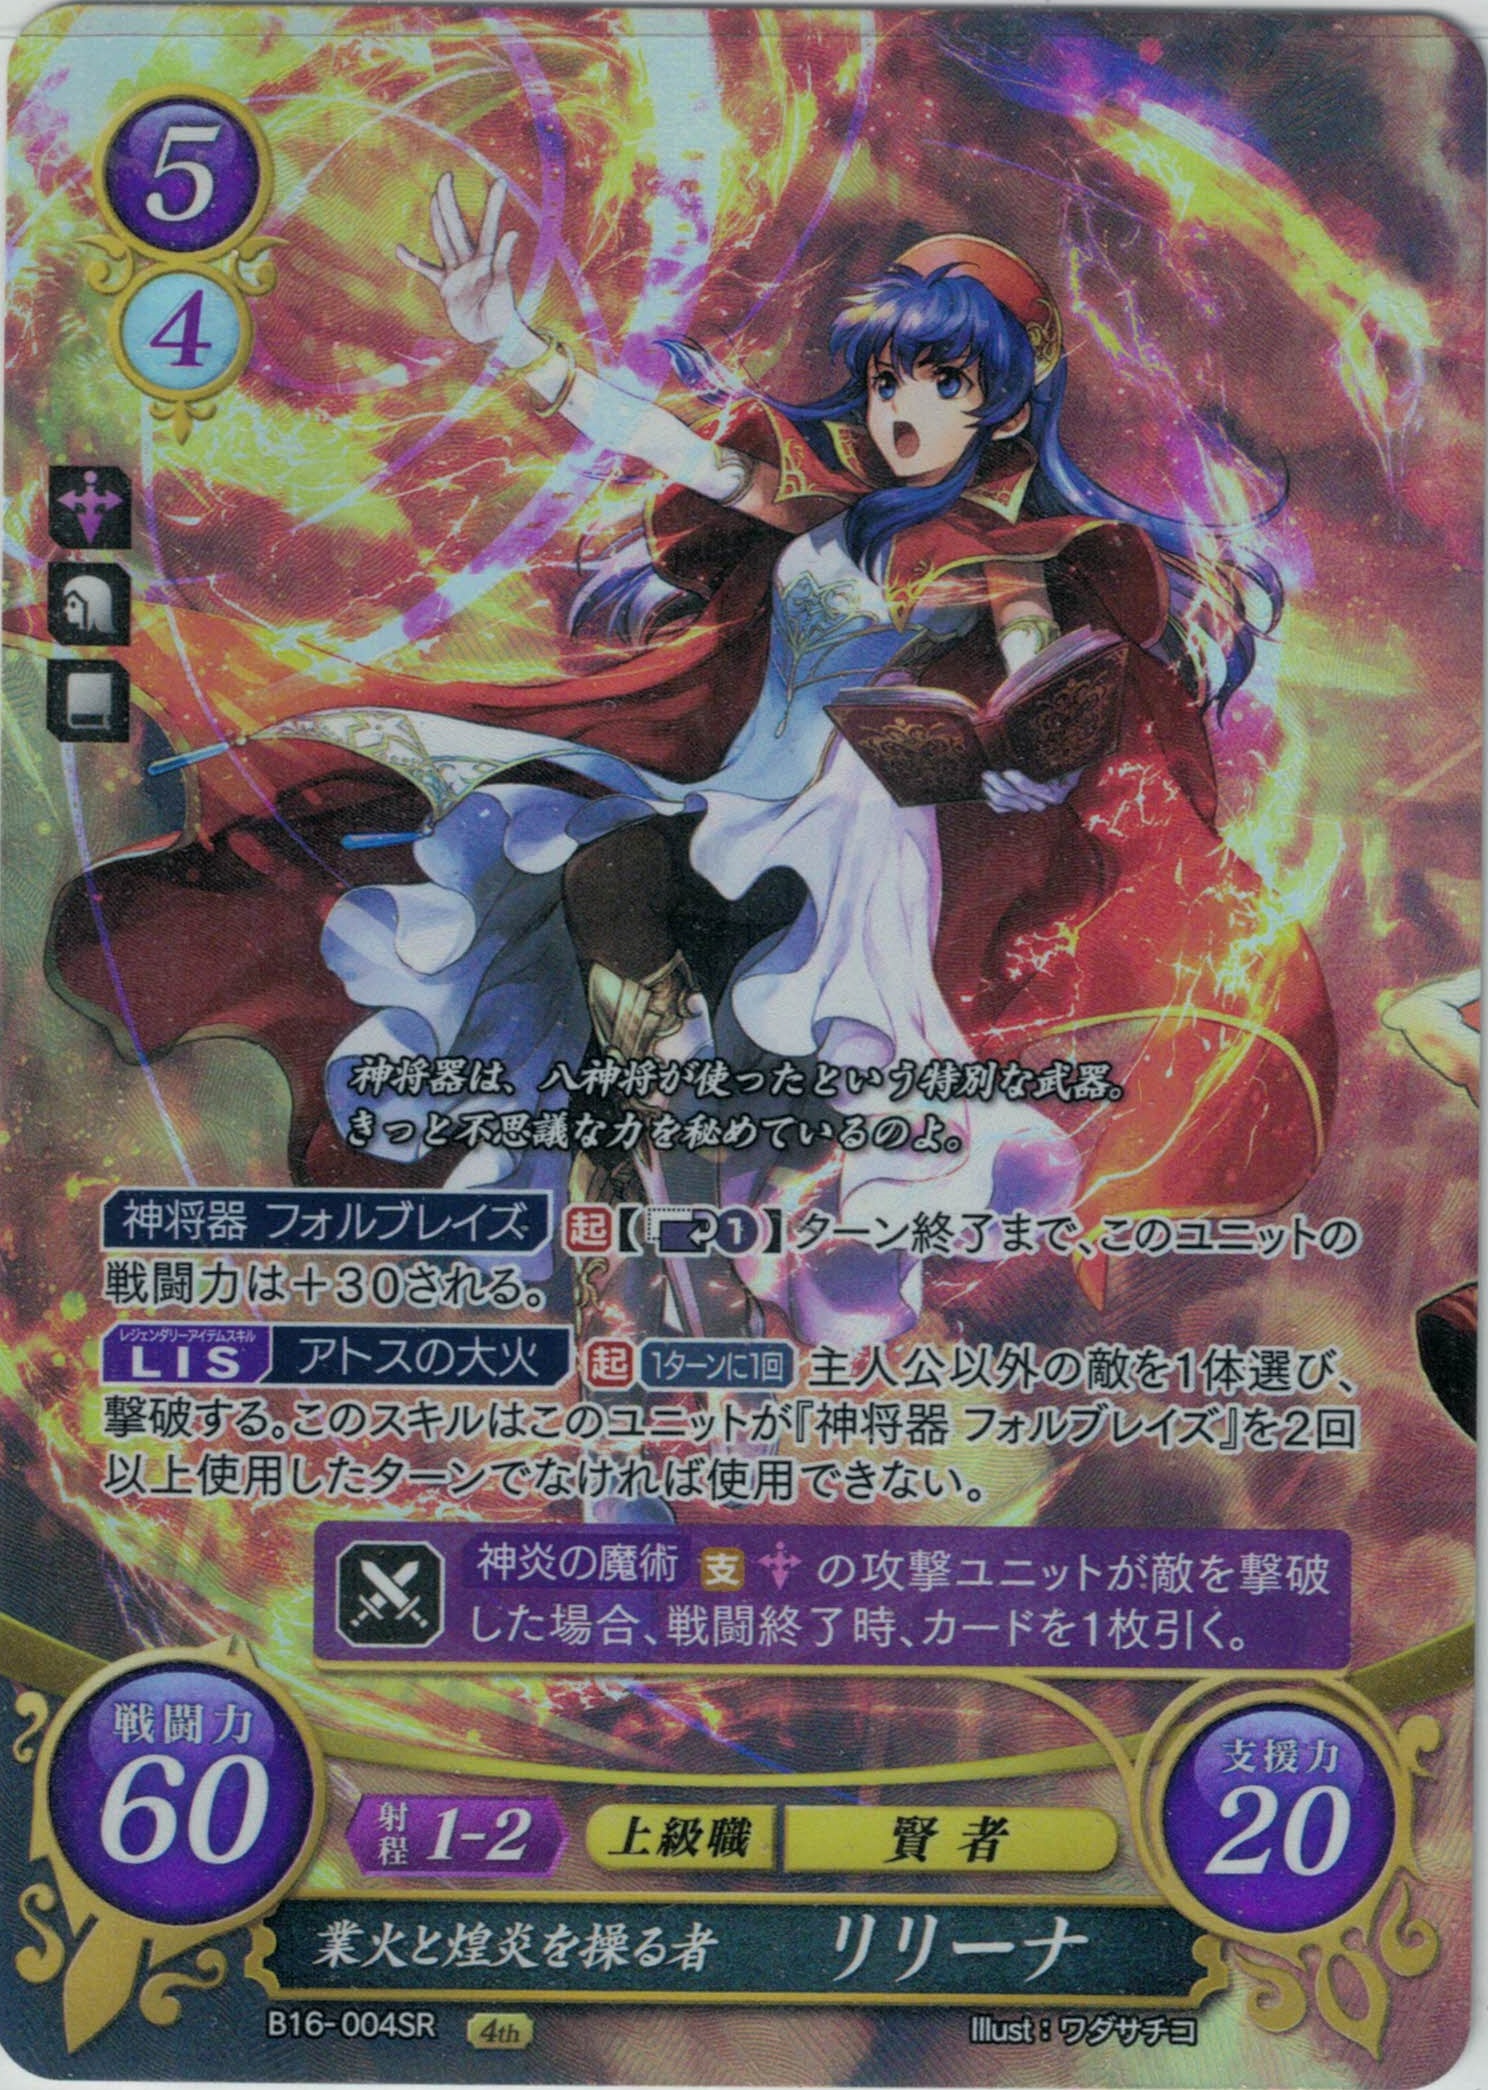 5
4
神将器は、八神将が使ったという特別な武器。
きっと不思議な力を秘めているのよ。
神将器 フォルブレイズ 起【1】ターン終了まで、このユニットの
戦闘力は＋30される。
レジェンダリーアイテムスキル
LIS アトスの大火 起 1ターンに1回 主人公以外の敵を1体選び、
撃破する。このスキルはこのユニットが『神将器 フォルブレイズ』を2回
以上使用したターンでなければ使用できない。
神炎の魔術 支 の攻撃ユニットが敵を撃破
した場合、戦闘終了時、カードを1枚引く。
戦闘力
60
射程 1-2
上級職 賢者
支援力
20
業火と煌炎を操る者 リリーナ
B16-004SR 4th Illust：ワダサチコ